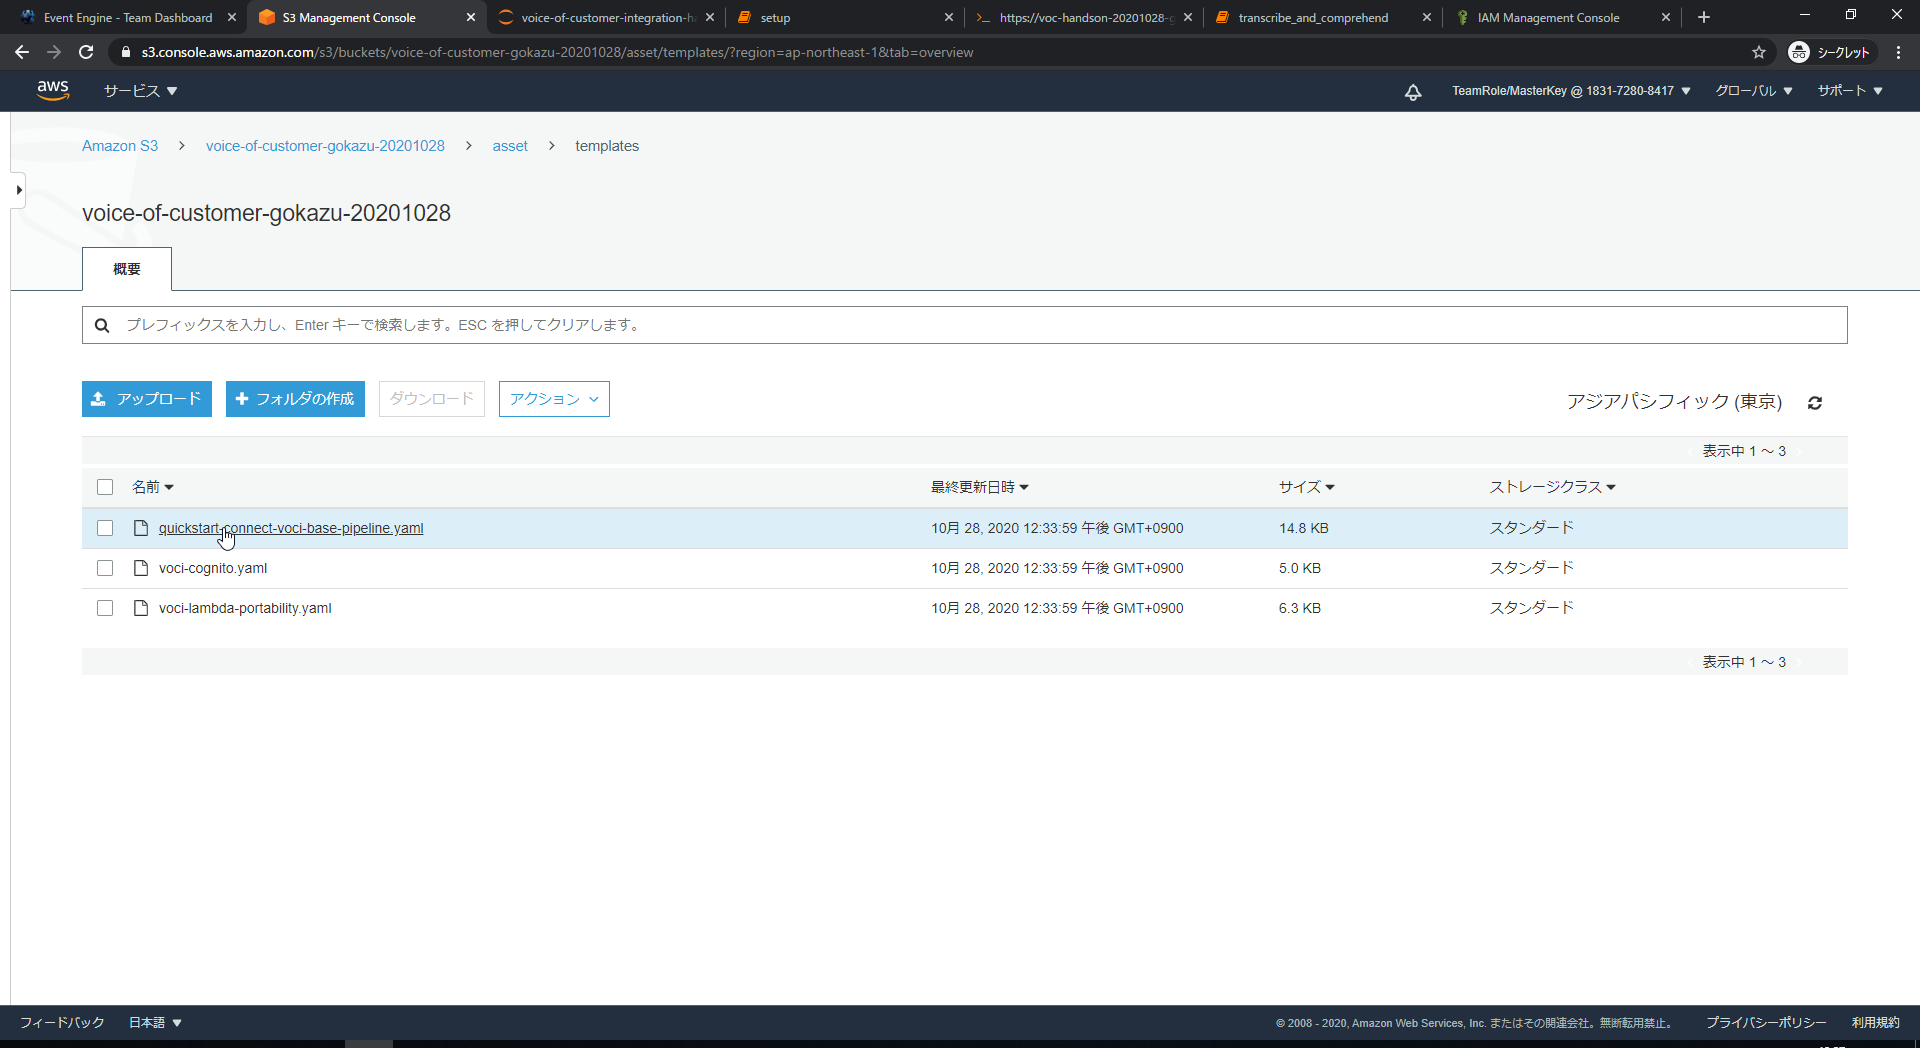 Event Engine - Team Dashboard
S3 Management Console
voice-of-customer-integration-h
setup
https://voc-handson-20201028-g
transcribe_and_comprehend
IAM Management Console
s3.console.aws.amazon.com/s3/buckets/voice-of-customer-gokazu-20201028/asset/templates/?region=ap-northeast-1&tab=overview
シークレット
aws
サービス
TeamRole/MasterKey @ 1831-7280-8417
グローバル
サポート
Amazon S3 > voice-of-customer-gokazu-20201028 > asset > templates
voice-of-customer-gokazu-20201028
概要
プレフィックスを入力し、Enter キーで検索します。ESC を押してクリアします。
アップロード
フォルダの作成
ダウンロード
アクション
アジアパシフィック (東京)
表示中 1 ～ 3
名前 最終更新日時 サイズ ストレージクラス
quickstart-connect-voci-base-pipeline.yaml 10月 28, 2020 12:33:59 午後 GMT+0900 14.8 KB スタンダード
voci-cognito.yaml 10月 28, 2020 12:33:59 午後 GMT+0900 5.0 KB スタンダード
voci-lambda-portability.yaml 10月 28, 2020 12:33:59 午後 GMT+0900 6.3 KB スタンダード
表示中 1 ～ 3
フィードバック
日本語
© 2008 - 2020, Amazon Web Services, Inc. またはその関連会社。無断転用禁止。
プライバシーポリシー
利用規約